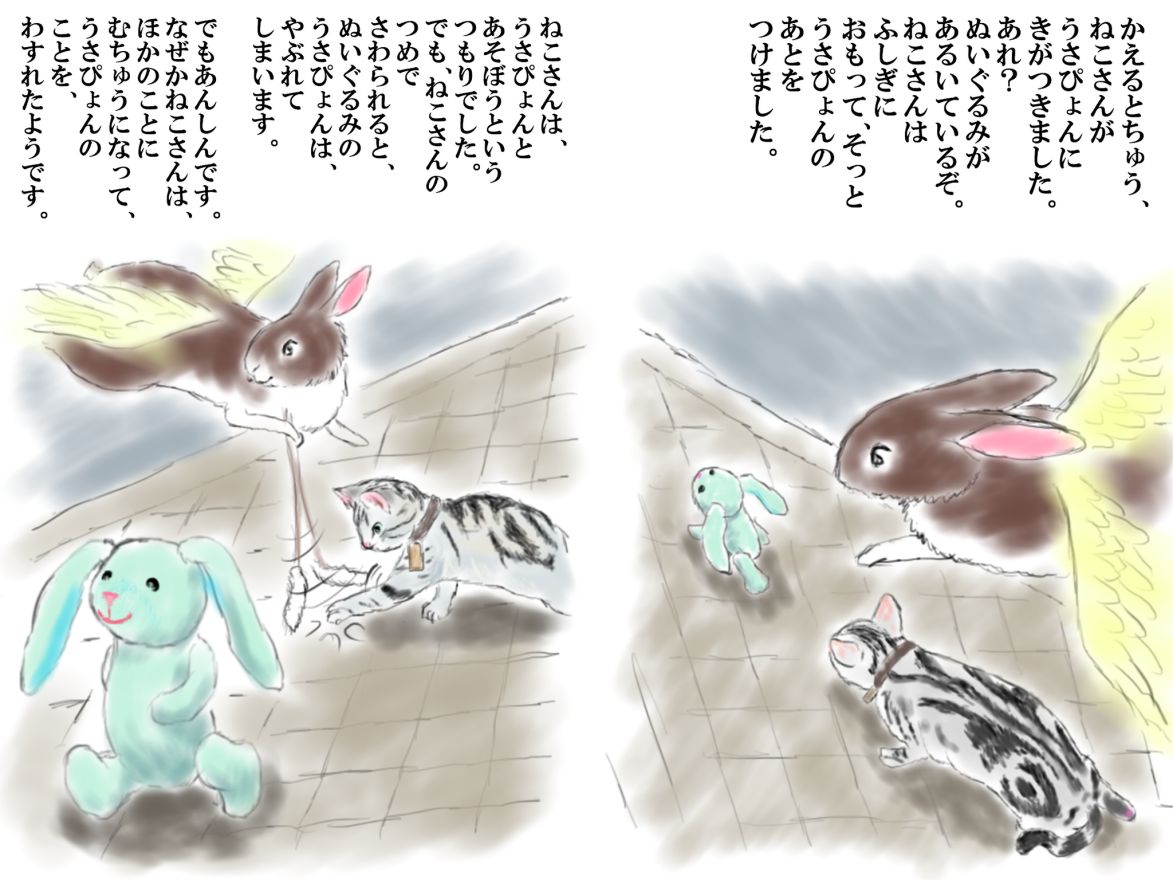 かえるとちゅう、
ねこさんが
うさぴょんに
きがつきました。
あれ？
ぬいぐるみが
あるいているぞ。
ねこさんは
ふしぎに
おもって、そっと
うさぴょんの
あとを
つけました。
ねこさんは、
うさぴょんと
あそぼうという
つもりでした。
でも、ねこさんの
つめで
さわられると、
ぬいぐるみの
うさぴょんは、
やぶれて
しまいます。
でもあんしんです。
なぜかねこさんは、
ほかのことに
むちゅうになって、
うさぴょんの
ことを、
わすれたようです。